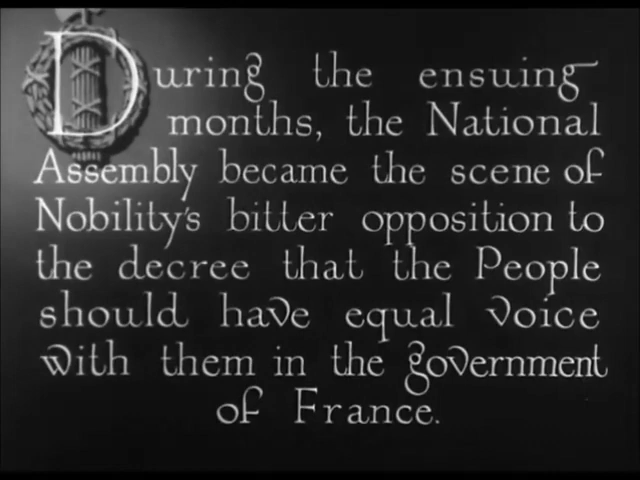 During the ensuing
months, the National
Assembly became the scene of
Nobility's bitter opposition to
the decree that the People
should have equal voice
with them in the government
of France.